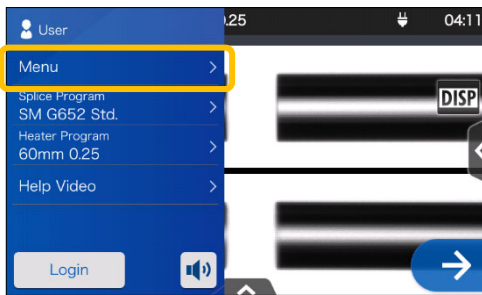 User
.25
04:11
Menu
Splice Program
SM G652 Std.
DISP
Heater Program
60mm 0.25
Help Video
Login